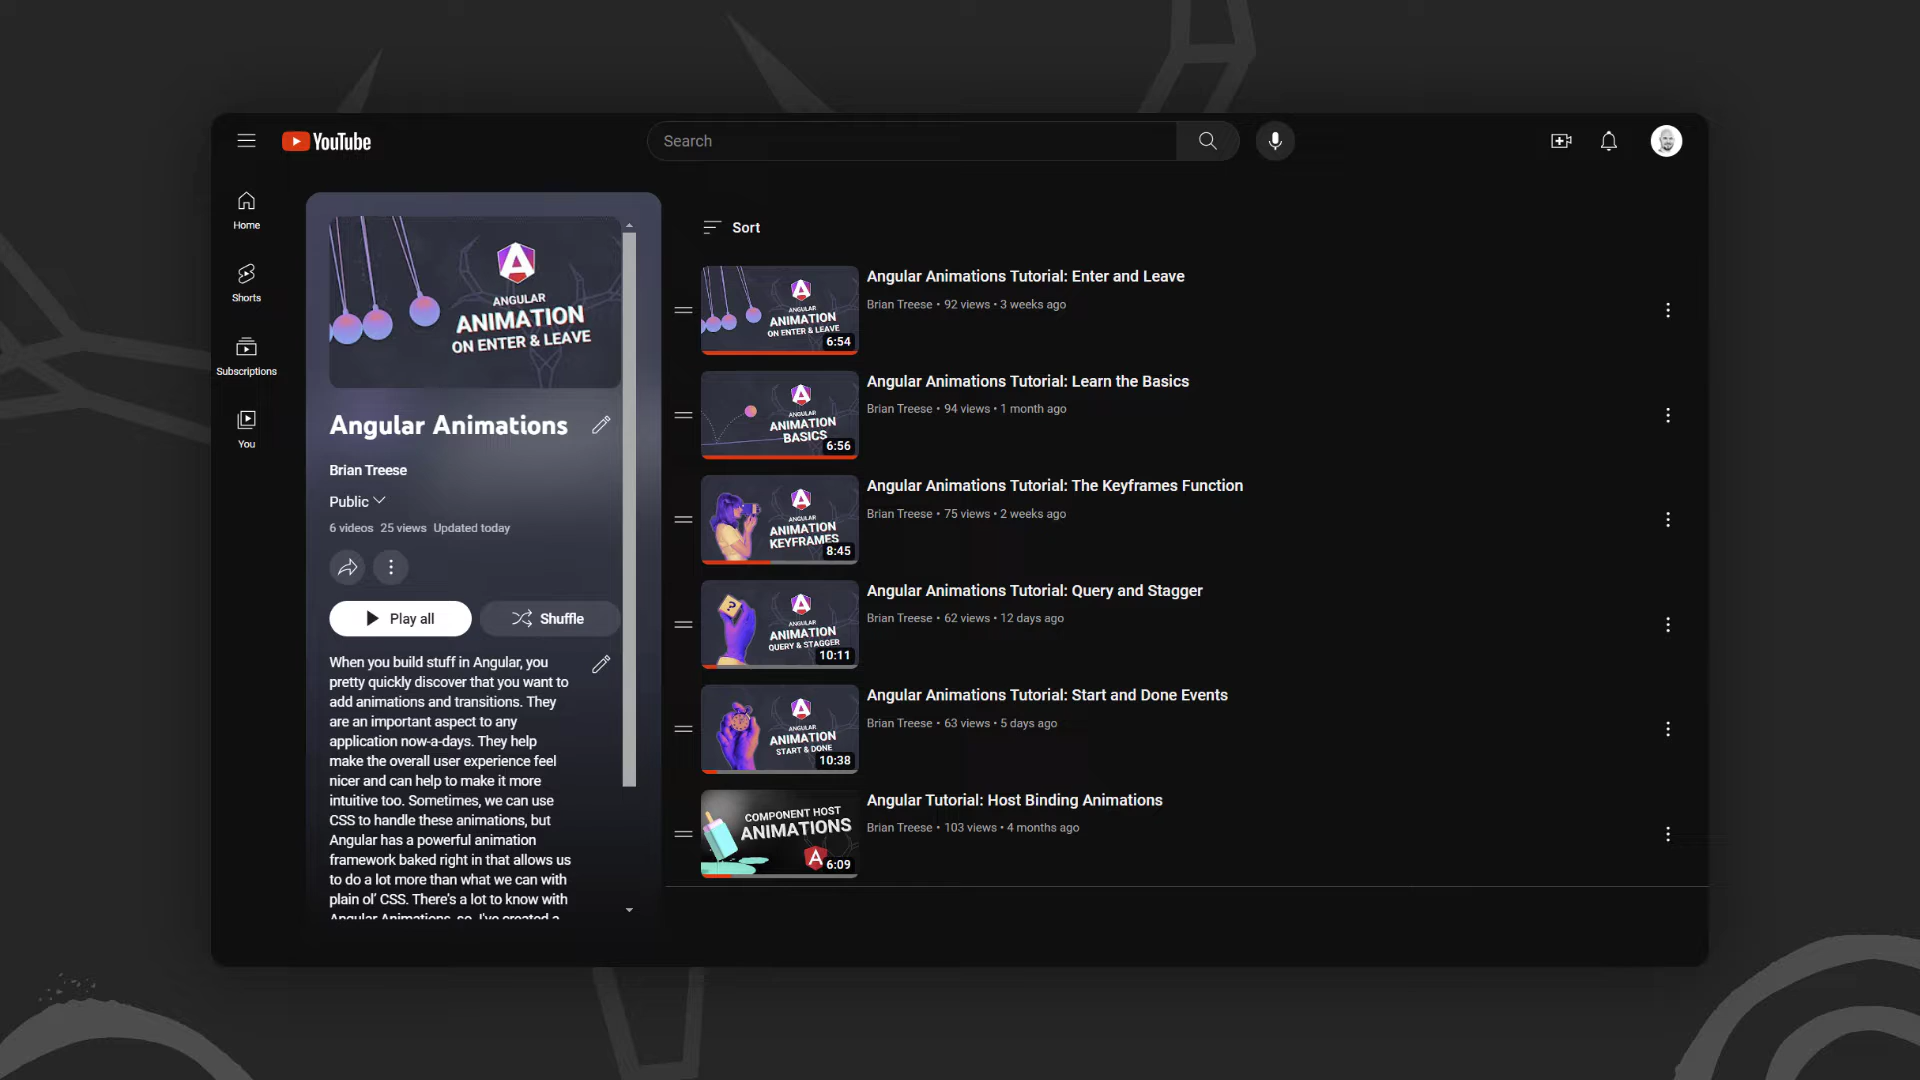 YouTube
Search
Home
Shorts
Subscriptions
You
ANGULAR
ANIMATION
ON ENTER & LEAVE
Angular Animations
Brian Treese
Public
6 videos 25 views Updated today
Play all
Shuffle
When you build stuff in Angular, you
pretty quickly discover that you want to
add animations and transitions. They
are an important aspect to any
application now-a-days. They help
make the overall user experience feel
nicer and can help to make it more
intuitive too. Sometimes, we can use
CSS to handle these animations, but
Angular has a powerful animation
framework baked right in that allows us
to do a lot more than what we can with
plain ol’ CSS. There's a lot to know with
Angular Animations, so, I've created a
Sort
ANGULAR
ANIMATION
ON ENTER & LEAVE
6:54
Angular Animations Tutorial: Enter and Leave
Brian Treese • 92 views • 3 weeks ago
ANGULAR
ANIMATION
BASICS
6:56
Angular Animations Tutorial: Learn the Basics
Brian Treese • 94 views • 1 month ago
ANGULAR
ANIMATION
KEYFRAMES
8:45
Angular Animations Tutorial: The Keyframes Function
Brian Treese • 75 views • 2 weeks ago
?
ANGULAR
ANIMATION
QUERY & STAGGER
10:11
Angular Animations Tutorial: Query and Stagger
Brian Treese • 62 views • 12 days ago
ANGULAR
ANIMATION
START & DONE
10:38
Angular Animations Tutorial: Start and Done Events
Brian Treese • 63 views • 5 days ago
COMPONENT HOST
ANIMATIONS
6:09
Angular Tutorial: Host Binding Animations
Brian Treese • 103 views • 4 months ago